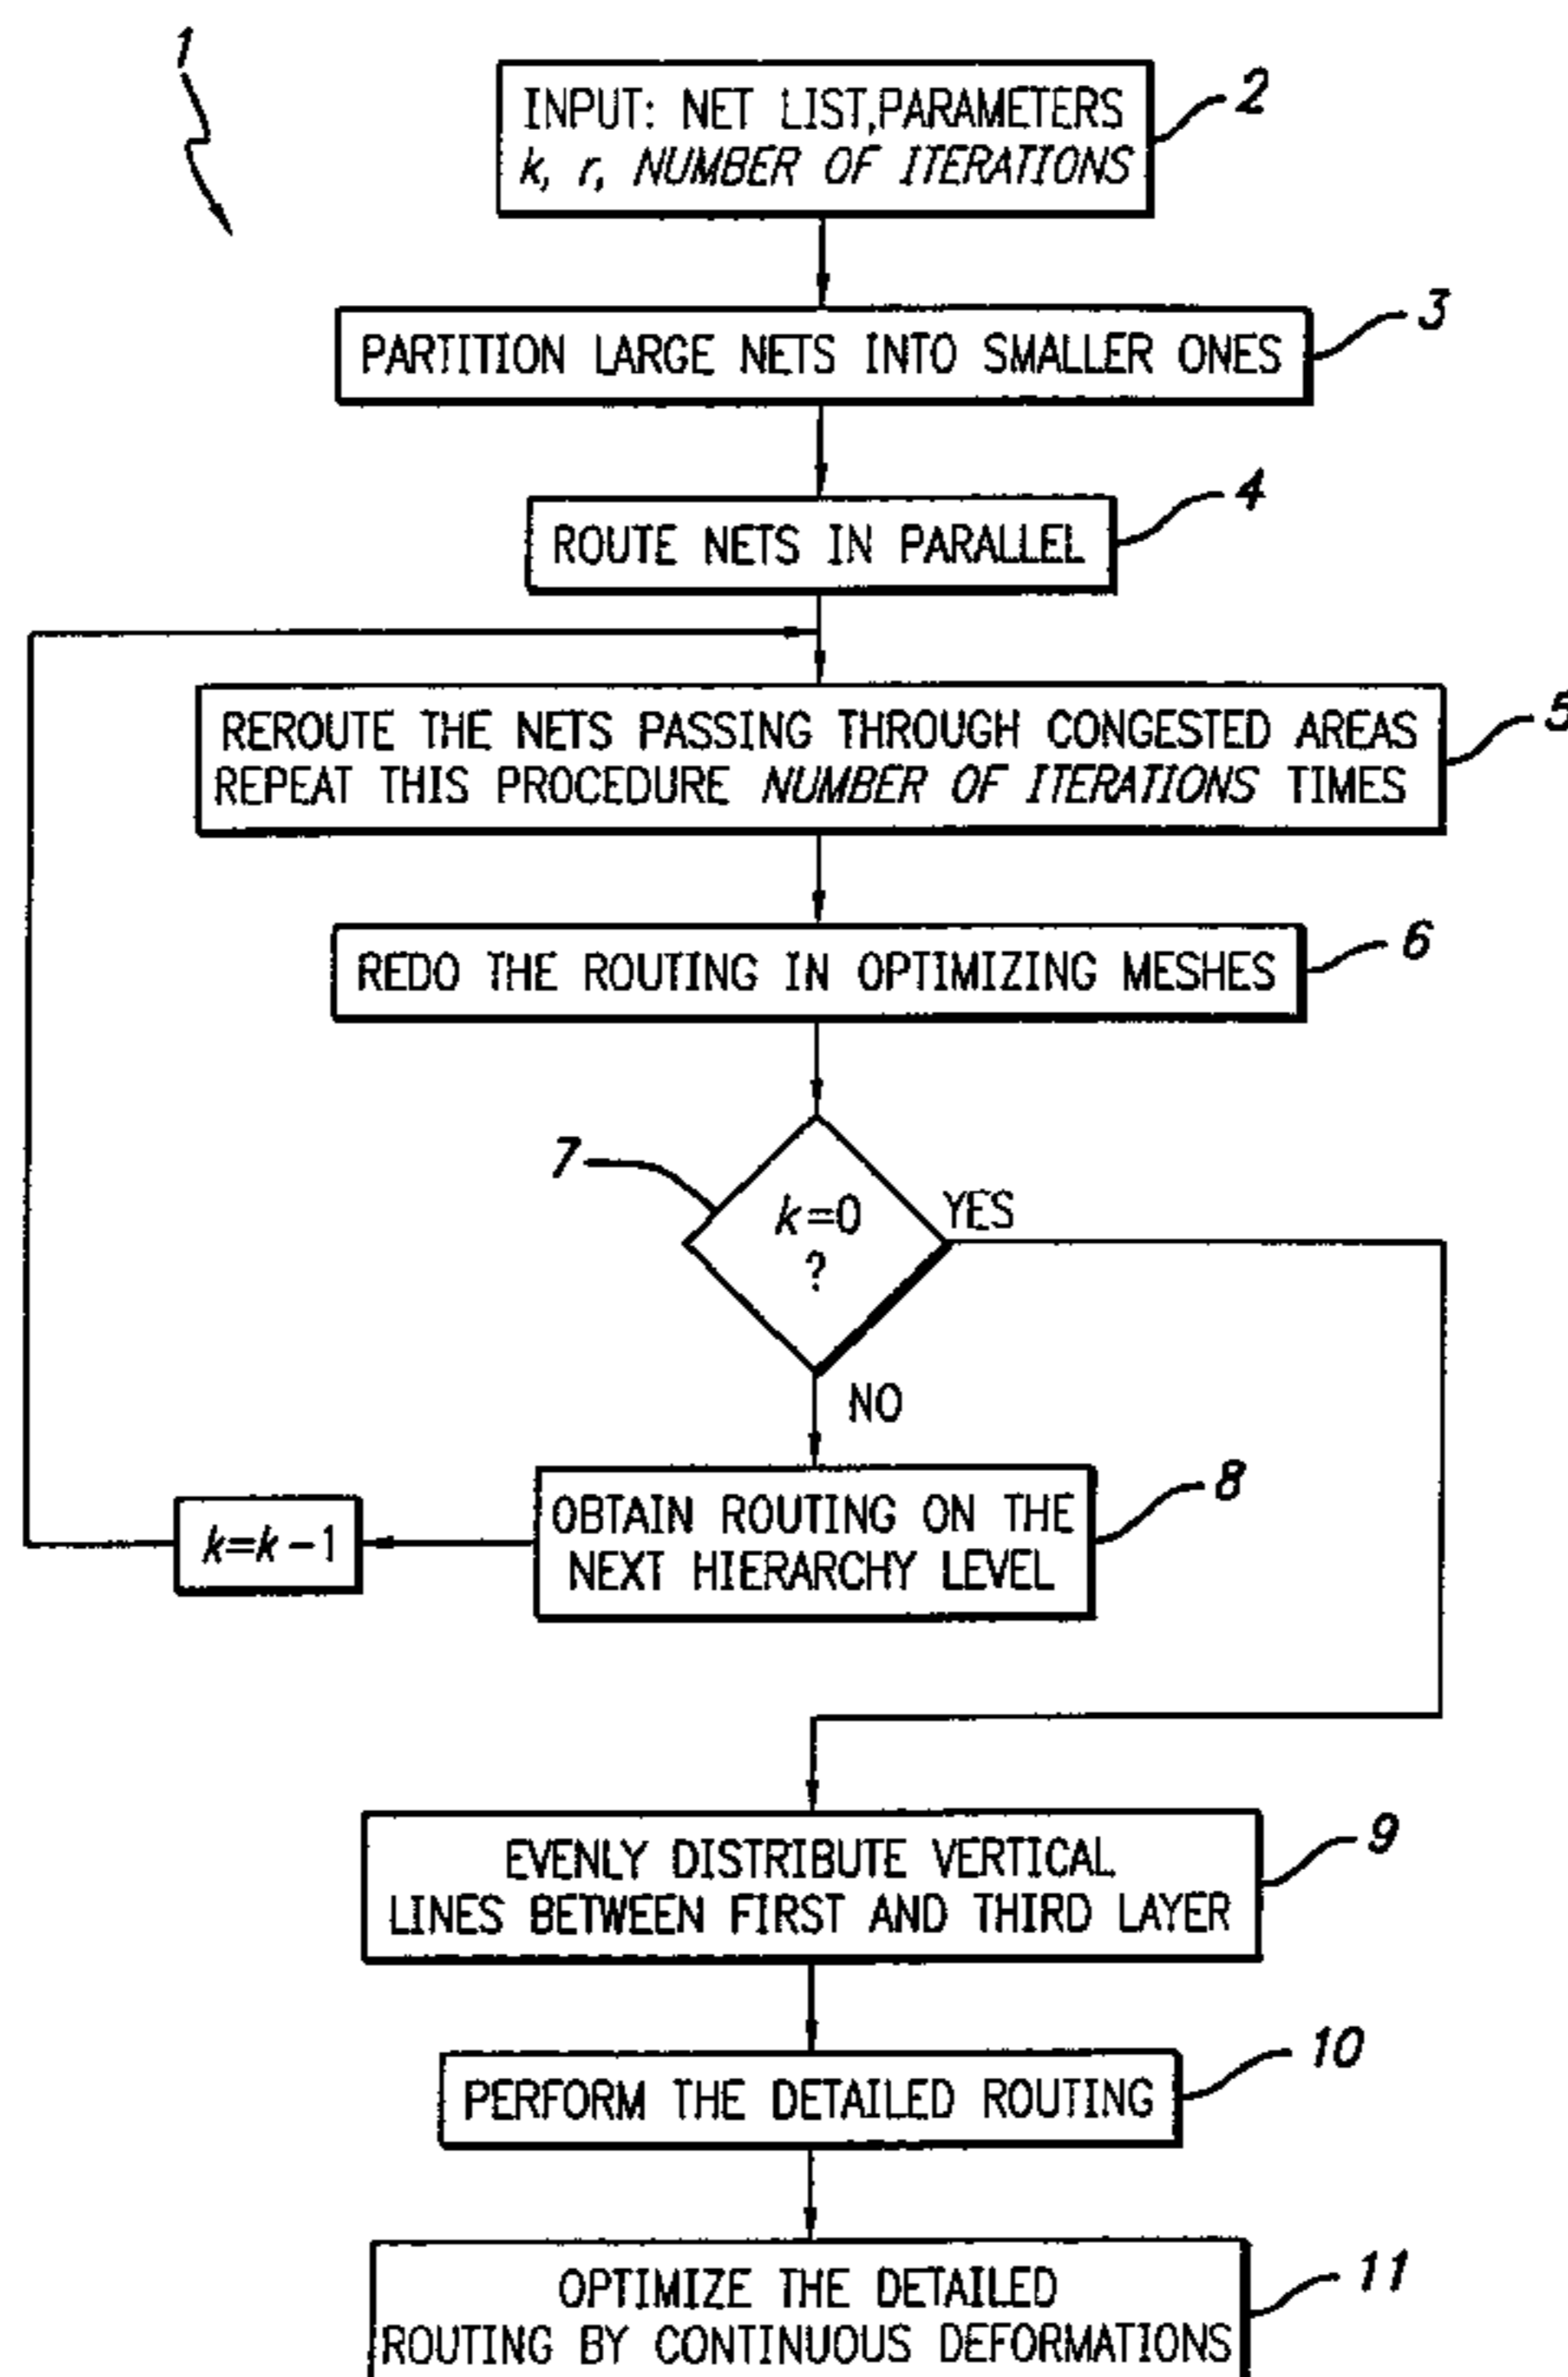 1
INPUT: NET LIST,PARAMETERS
k, r, NUMBER OF ITERATIONS
2
PARTITION LARGE NETS INTO SMALLER ONES
3
ROUTE NETS IN PARALLEL
4
REROUTE THE NETS PASSING THROUGH CONGESTED AREAS
REPEAT THIS PROCEDURE NUMBER OF ITERATIONS TIMES
5
REDO THE ROUTING IN OPTIMIZING MESHES
6
7
k=0
?
YES
NO
OBTAIN ROUTING ON THE
NEXT HIERARCHY LEVEL
8
k=k-1
EVENLY DISTRIBUTE VERTICAL
LINES BETWEEN FIRST AND THIRD LAYER
9
PERFORM THE DETAILED ROUTING
10
OPTIMIZE THE DETAILED
ROUTING BY CONTINUOUS DEFORMATIONS
11